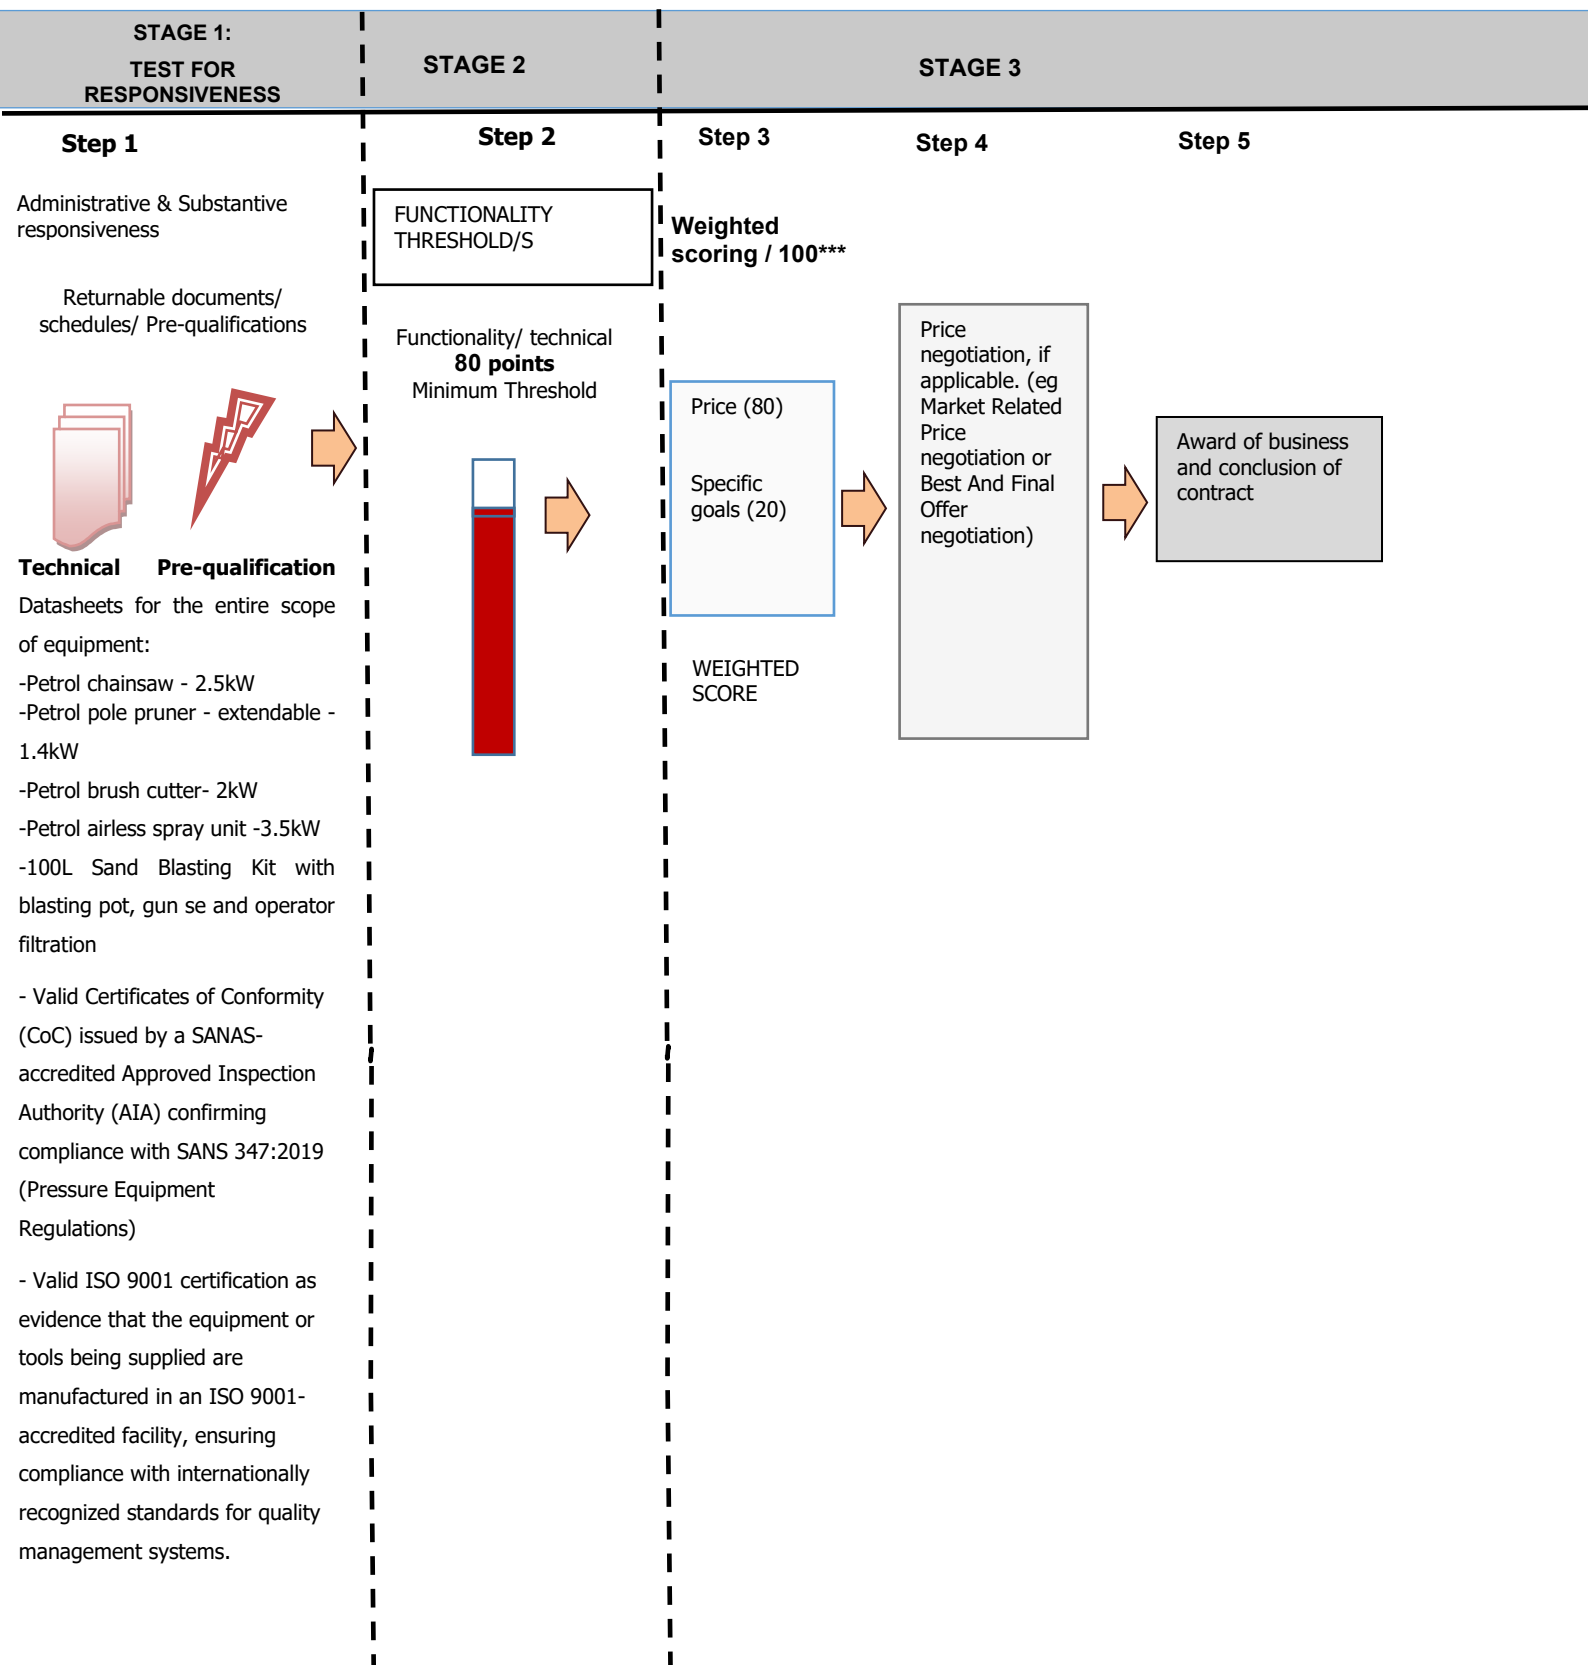 STAGE 1:
TEST FOR
RESPONSIVENESS
STAGE 2
STAGE 3
Step 1
Administrative & Substantive
responsiveness
Returnable documents/
schedules/ Pre-qualifications
Technical Pre-qualification
Datasheets for the entire scope
of equipment:
-Petrol chainsaw - 2.5kW
-Petrol pole pruner - extendable -
1.4kW
-Petrol brush cutter- 2kW
-Petrol airless spray unit -3.5kW
-100L Sand Blasting Kit with
blasting pot, gun se and operator
filtration
- Valid Certificates of Conformity
(CoC) issued by a SANAS-
accredited Approved Inspection
Authority (AIA) confirming
compliance with SANS 347:2019
(Pressure Equipment
Regulations)
- Valid ISO 9001 certification as
evidence that the equipment or
tools being supplied are
manufactured in an ISO 9001-
accredited facility, ensuring
compliance with internationally
recognized standards for quality
management systems.
Step 2
FUNCTIONALITY
THRESHOLD/S
Functionality/ technical
80 points
Minimum Threshold
Step 3
Weighted
scoring / 100***
Price (80)
Specific
goals (20)
WEIGHTED
SCORE
Step 4
Price
negotiation, if
applicable. (eg
Market Related
Price
negotiation or
Best And Final
Offer
negotiation)
Step 5
Award of business
and conclusion of
contract